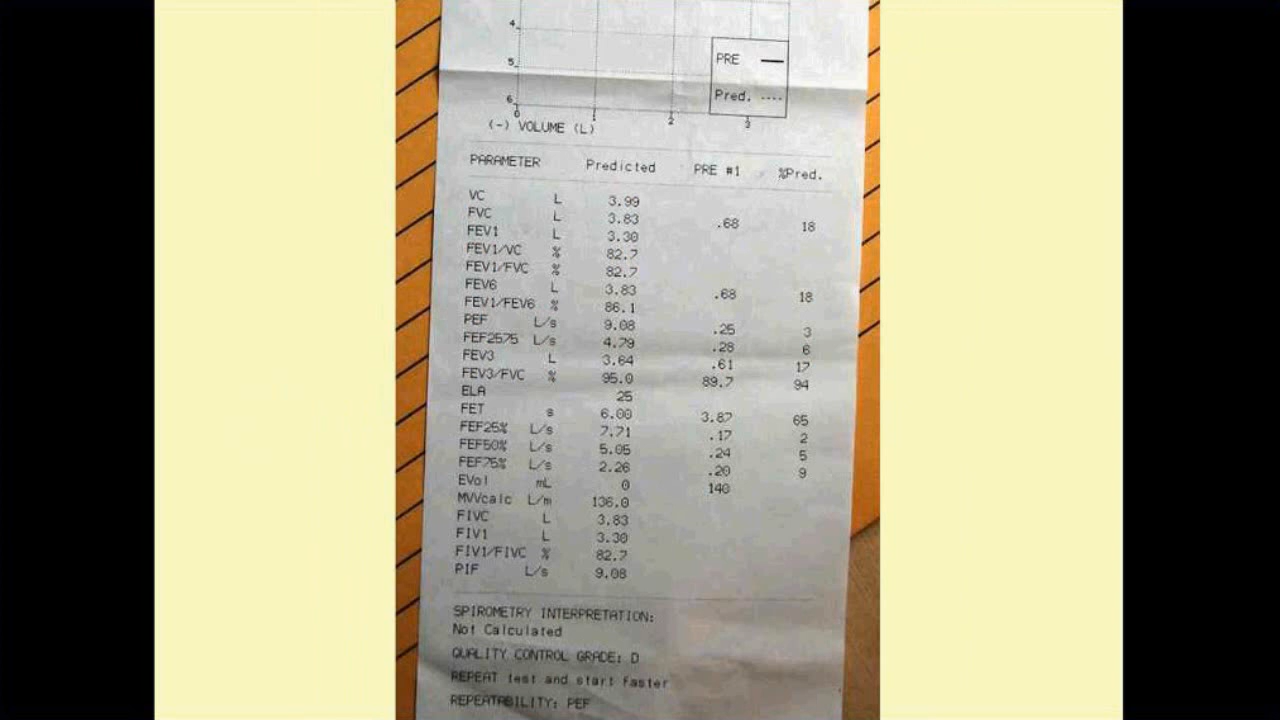 4
5
6
PRE
Pred.
0 1 2 3
(-) VOLUME (L)
PARAMETER Predicted PRE #1 %Pred.
VC L 3.99
FVC L 3.83 .68 18
FEV1 L 3.30
FEV1/VC % 82.7
FEV1/FVC % 82.7
FEV6 L 3.83 .68 18
FEV1/FEV6 % 86.1
PEF L/s 9.08 .25 3
FEF2575 L/s 4.79 .28 6
FEV3 L 3.64 .61 17
FEV3/FVC % 95.0 89.7 94
ELA 25
FET s 6.00 3.87 65
FEF25% L/s 7.71 .17 2
FEF50% L/s 5.05 .24 5
FEF75% L/s 2.26 .20 9
EVol mL 0 140
MVVcalc L/m 136.0
FIVC L 3.83
FIV1 L 3.30
FIV1/FIVC % 82.7
PIF L/s 9.08
SPIROMETRY INTERPRETATION:
Not Calculated
QUALITY CONTROL GRADE: D
REPEAT test and start faster
REPEATABILITY: PEF